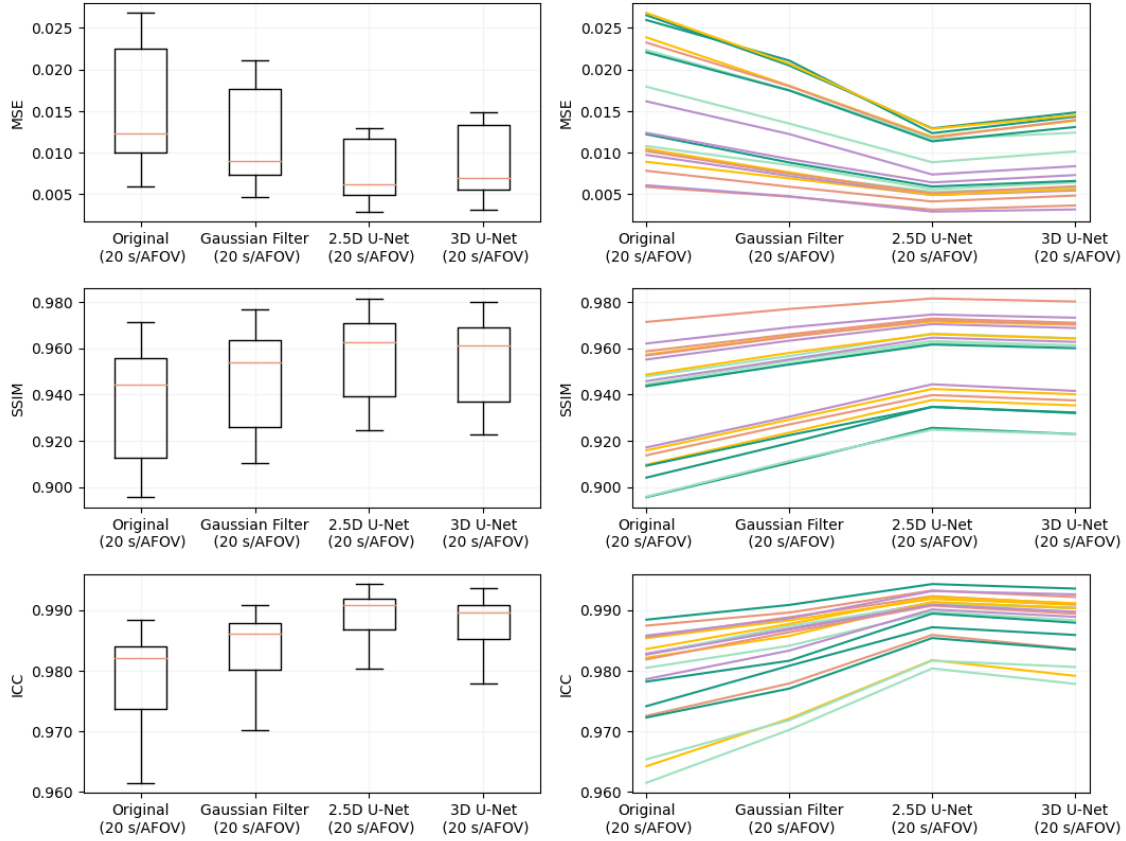 0.025
0.020
0.015
0.010
0.005
MSE
Original
(20 s/AFOV)
Gaussian Filter
(20 s/AFOV)
2.5D U-Net
(20 s/AFOV)
3D U-Net
(20 s/AFOV)
0.025
0.020
0.015
0.010
0.005
MSE
Original
(20 s/AFOV)
Gaussian Filter
(20 s/AFOV)
2.5D U-Net
(20 s/AFOV)
3D U-Net
(20 s/AFOV)
0.980
0.960
0.940
0.920
0.900
SSIM
Original
(20 s/AFOV)
Gaussian Filter
(20 s/AFOV)
2.5D U-Net
(20 s/AFOV)
3D U-Net
(20 s/AFOV)
0.980
0.960
0.940
0.920
0.900
SSIM
Original
(20 s/AFOV)
Gaussian Filter
(20 s/AFOV)
2.5D U-Net
(20 s/AFOV)
3D U-Net
(20 s/AFOV)
0.990
0.980
0.970
0.960
ICC
Original
(20 s/AFOV)
Gaussian Filter
(20 s/AFOV)
2.5D U-Net
(20 s/AFOV)
3D U-Net
(20 s/AFOV)
0.990
0.980
0.970
0.960
ICC
Original
(20 s/AFOV)
Gaussian Filter
(20 s/AFOV)
2.5D U-Net
(20 s/AFOV)
3D U-Net
(20 s/AFOV)